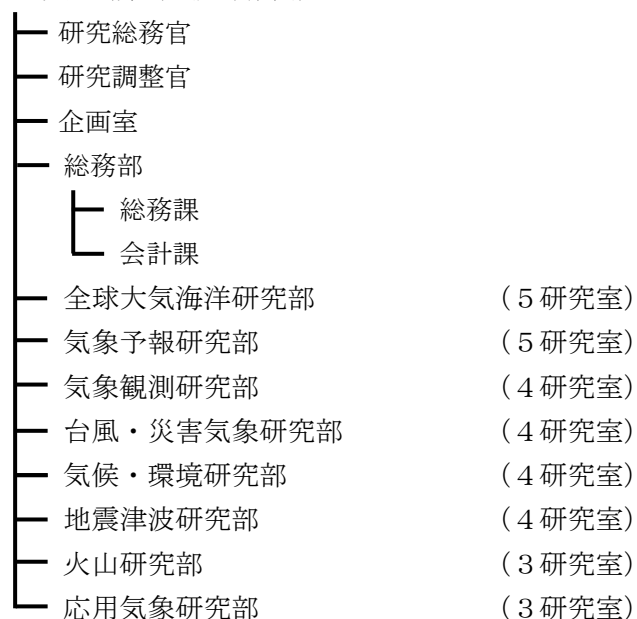 研究総務官
研究調整官
企画室
総務部
総務課
会計課
全球大気海洋研究部 (5研究室)
気象予報研究部 (5研究室)
気象観測研究部 (4研究室)
台風・災害気象研究部 (4研究室)
気候・環境研究部 (4研究室)
地震津波研究部 (4研究室)
火山研究部 (3研究室)
応用気象研究部 (3研究室)